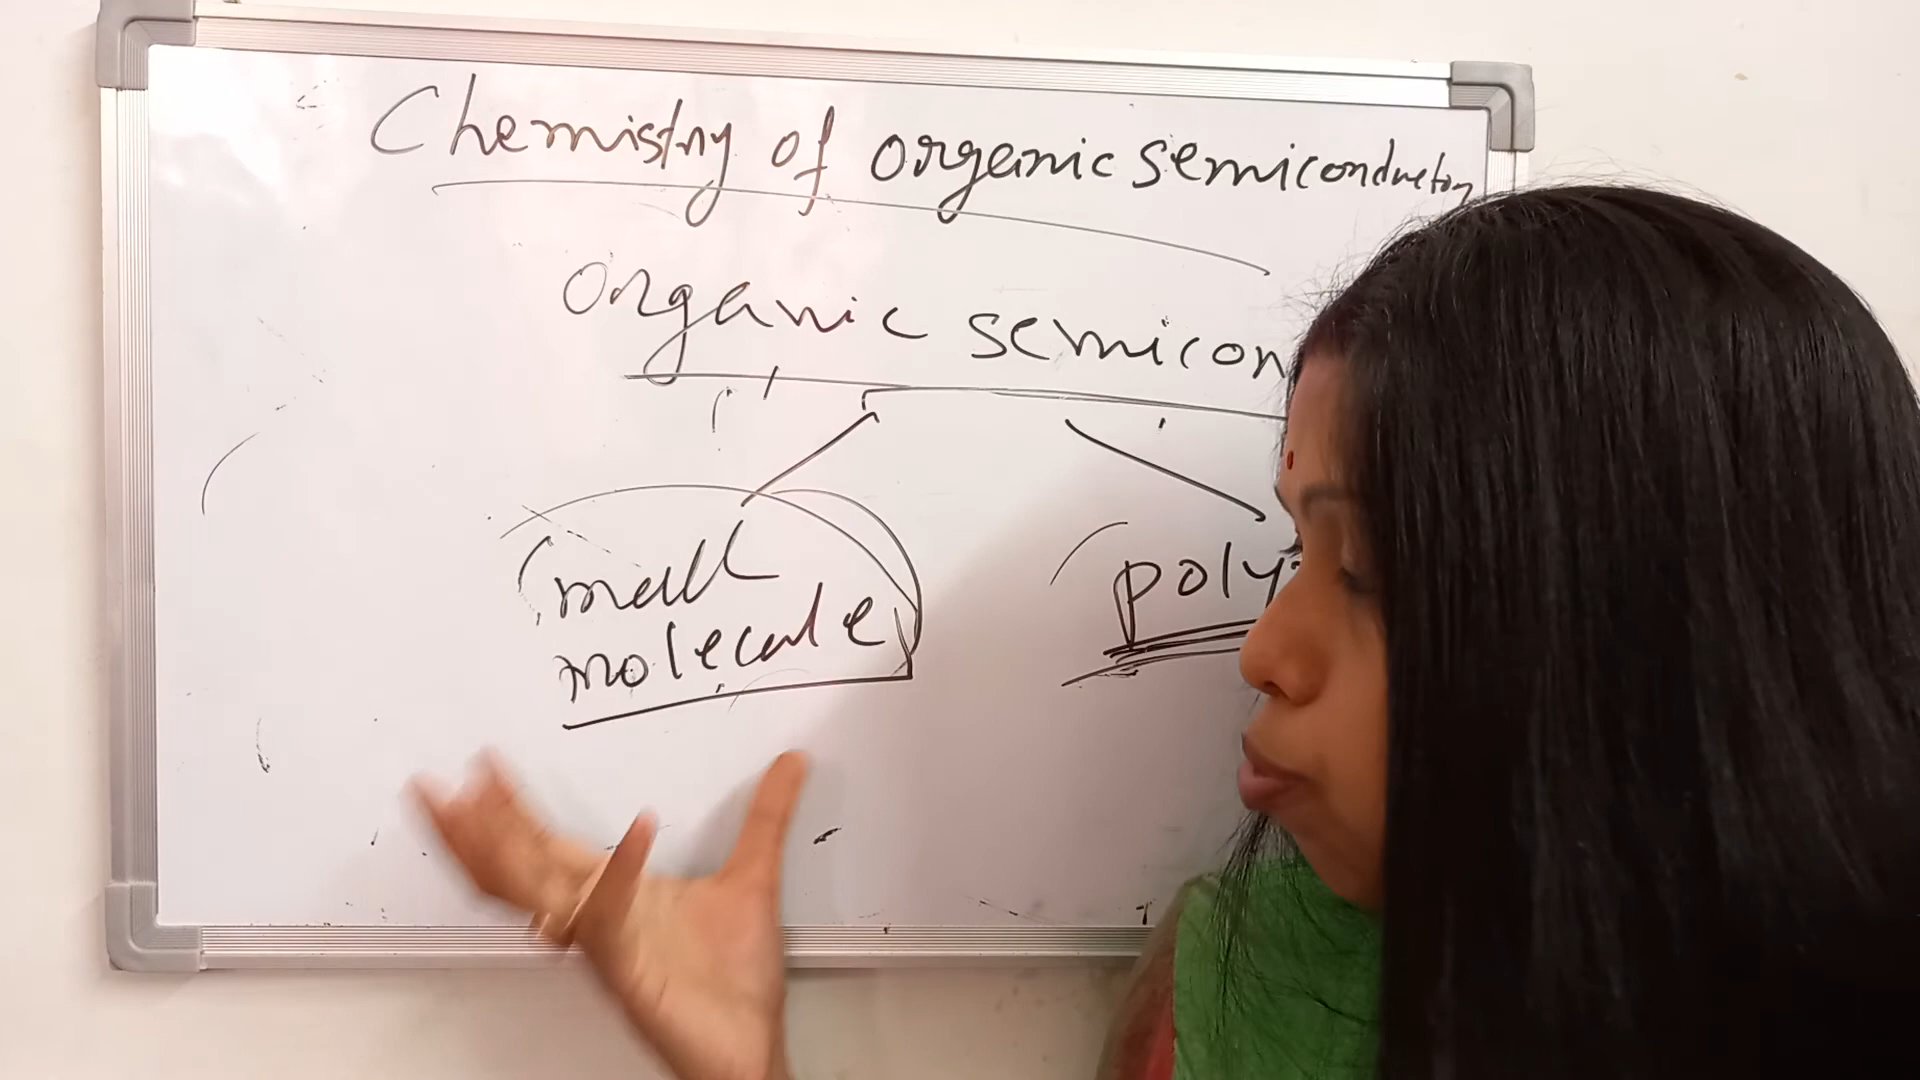 Chemistry of organic semiconductors
organic semicon
small
molecule
poly